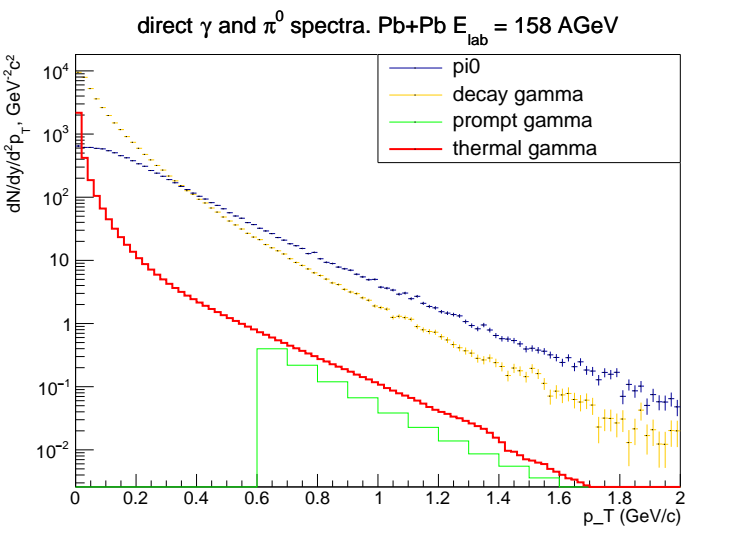 direct γ and π⁰ spectra. Pb+Pb E_lab = 158 AGeV
dN/dy/d²p_T, GeV⁻²c²
pi0
decay gamma
prompt gamma
thermal gamma
10⁴
10³
10²
10
1
10⁻¹
10⁻²
0 0.2 0.4 0.6 0.8 1 1.2 1.4 1.6 1.8 2
p_T (GeV/c)